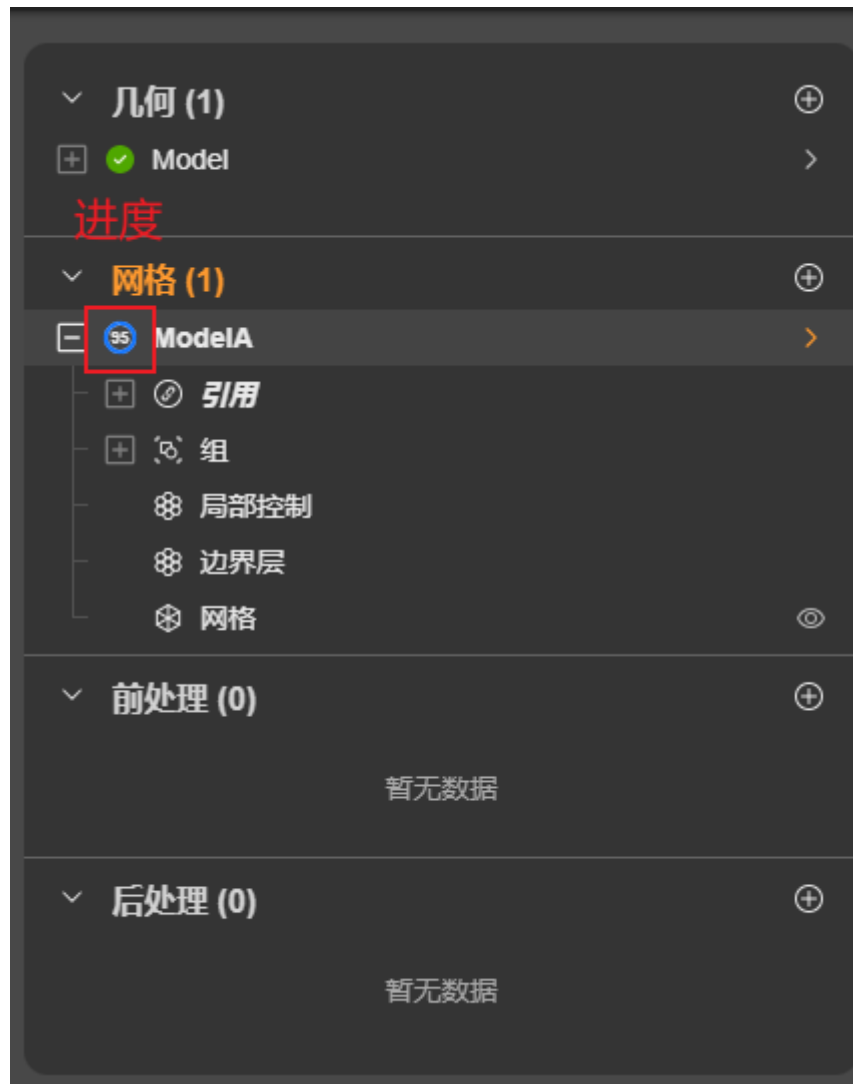 几何 (1)
Model
进度
网格 (1)
95 ModelA
引用
组
局部控制
边界层
网格
前处理 (0)
暂无数据
后处理 (0)
暂无数据